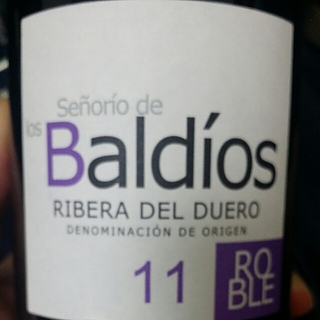 Señorío de
los
Baldíos
RIBERA DEL DUERO
DENOMINACIÓN DE ORIGEN
11
RO
BLE